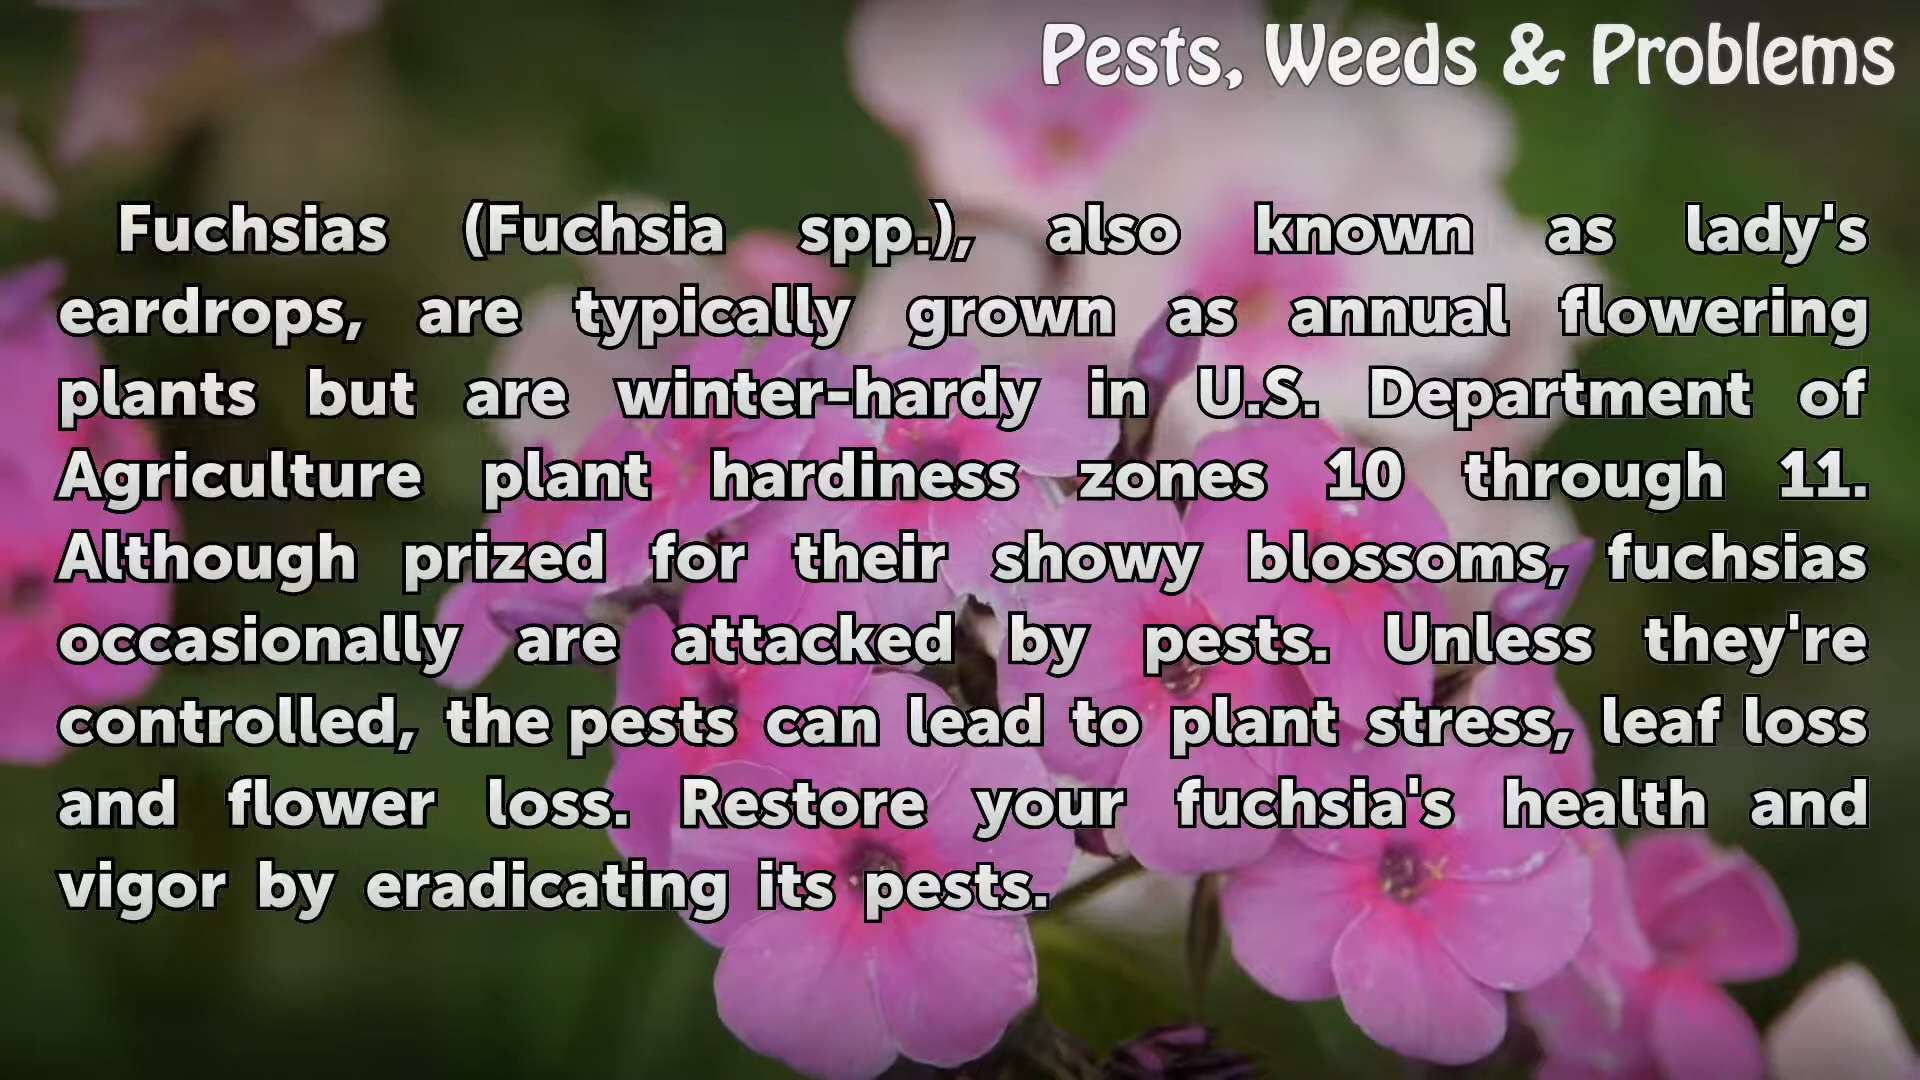 Pests, Weeds & Problems
Fuchsias (Fuchsia spp.), also known as lady's
eardrops, are typically grown as annual flowering
plants but are winter-hardy in U.S. Department of
Agriculture plant hardiness zones 10 through 11.
Although prized for their showy blossoms, fuchsias
occasionally are attacked by pests. Unless they're
controlled, the pests can lead to plant stress, leaf loss
and flower loss. Restore your fuchsia's health and
vigor by eradicating its pests.